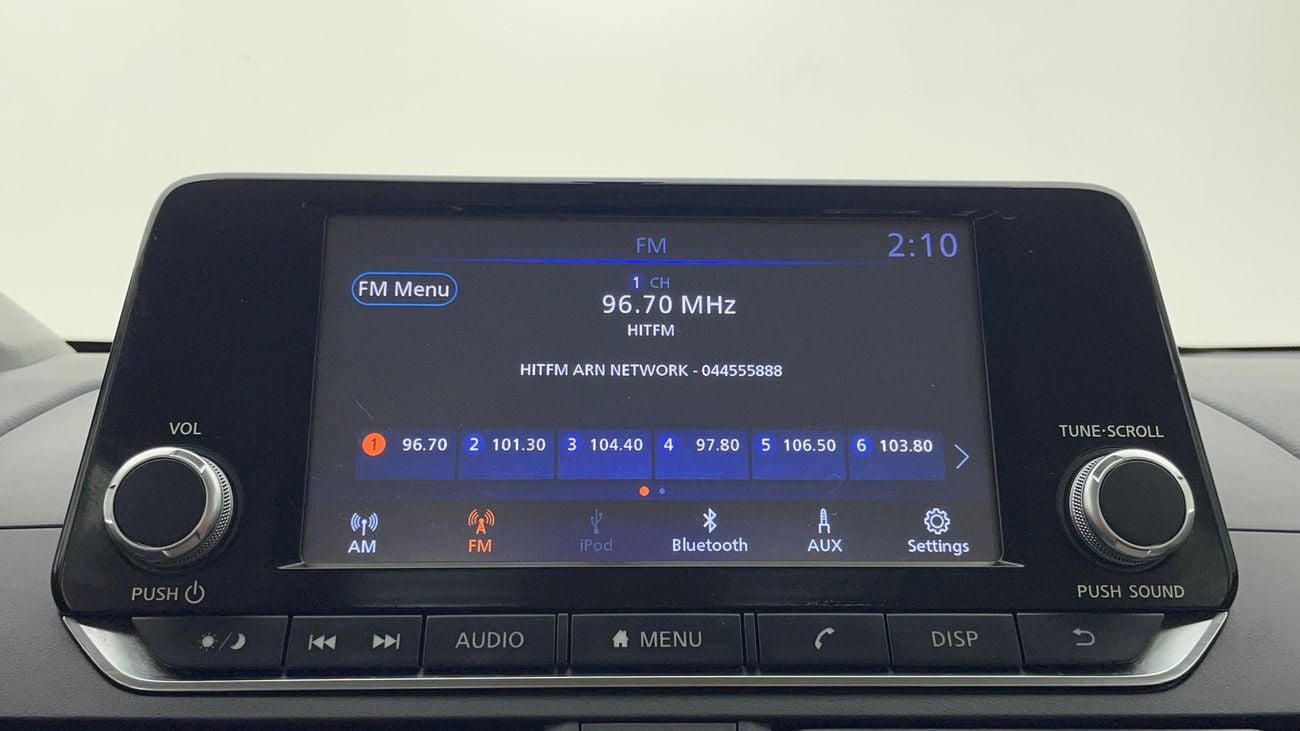 FM
2:10
FM Menu
1 CH
96.70 MHz
HITFM
HITFM ARN NETWORK - 044555888
1 96.70 2 101.30 3 104.40 4 97.80 5 106.50 6 103.80
AM FM iPod Bluetooth AUX Settings
VOL
PUSH
TUNE·SCROLL
PUSH SOUND
AUDIO MENU DISP